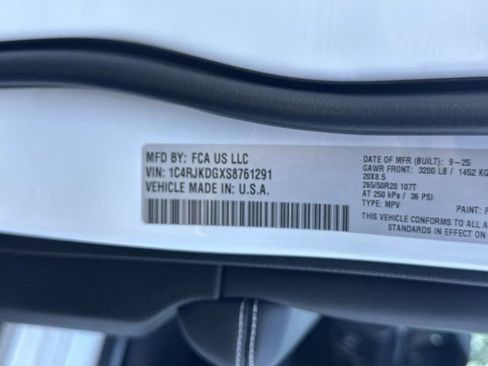 MFD BY: FCA US LLC
VIN: 1C4RJKDGXS8761291
VEHICLE MADE IN: U.S.A.
DATE OF MFR (BUILT): 9-25
GAWR FRONT: 3200 LB / 1452 KG
20X8.5
265/50R20 107T
AT 250 kPa / 36 PSI
TYPE: MPV
PAINT:
THIS VEHICLE CONFORMS TO ALL
STANDARDS IN EFFECT ON